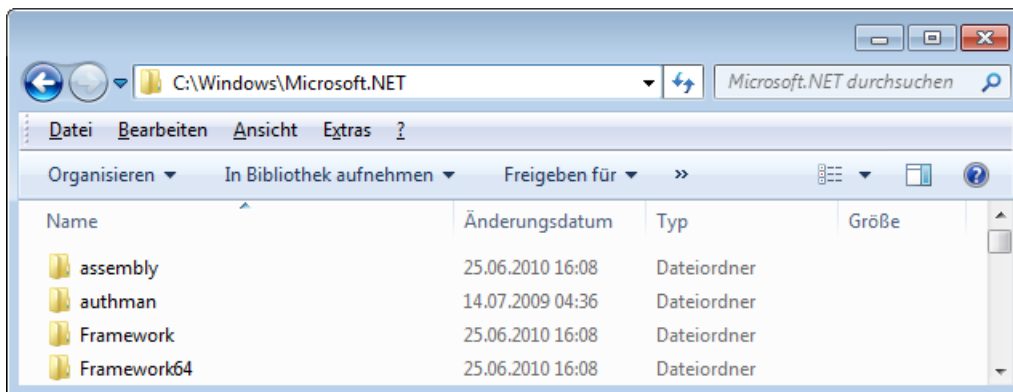 C:\Windows\Microsoft.NET Microsoft.NET durchsuchen
Datei Bearbeiten Ansicht Extras ?
Organisieren In Bibliothek aufnehmen Freigeben für »
Name Änderungsdatum Typ Größe
assembly 25.06.2010 16:08 Dateiordner
authman 14.07.2009 04:36 Dateiordner
Framework 25.06.2010 16:08 Dateiordner
Framework64 25.06.2010 16:08 Dateiordner